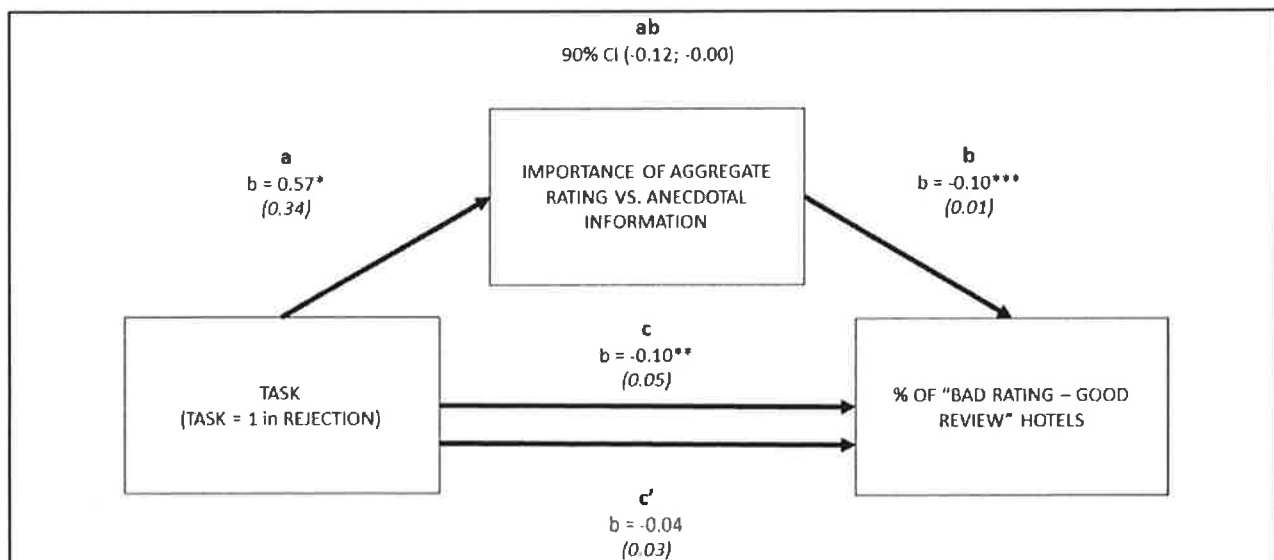 ab
90% CI (-0.12; -0.00)
a
b = 0.57*
(0.34)
IMPORTANCE OF AGGREGATE
RATING VS. ANECDOTAL
INFORMATION
b
b = -0.10***
(0.01)
TASK
(TASK = 1 in REJECTION)
c
b = -0.10**
(0.05)
% OF "BAD RATING – GOOD
REVIEW" HOTELS
c'
b = -0.04
(0.03)